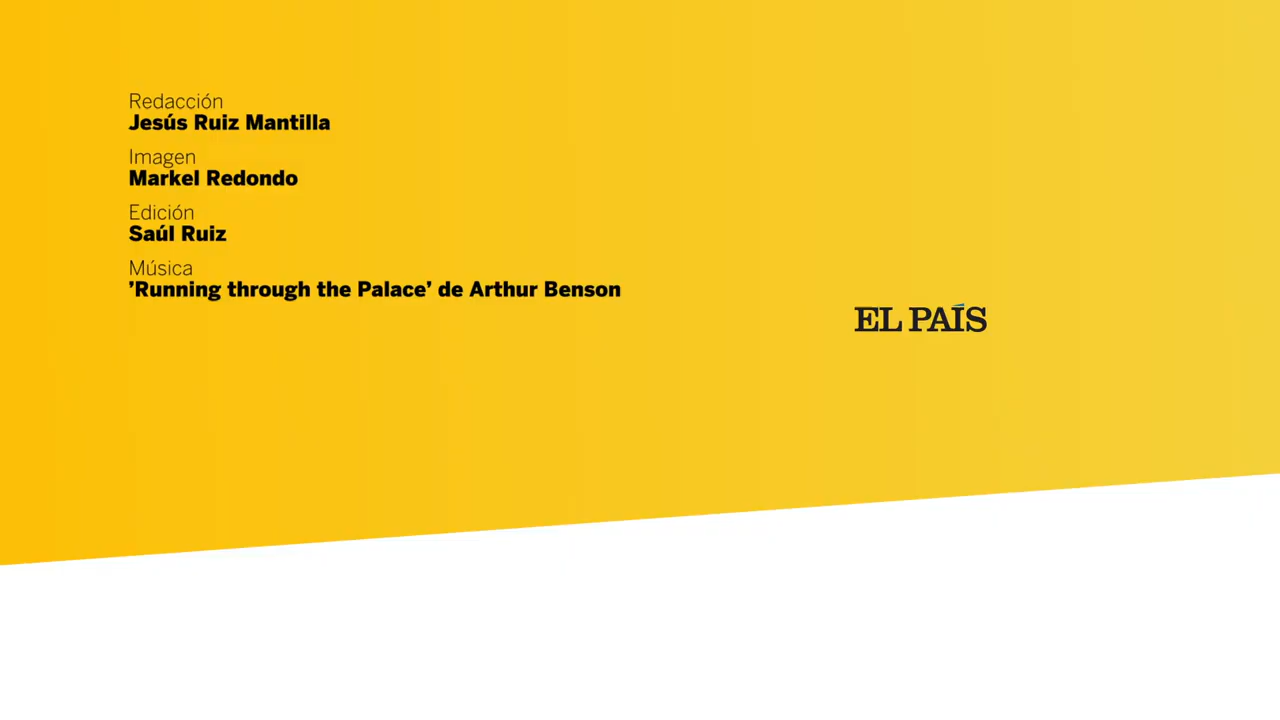 Redacción
Jesús Ruiz Mantilla
Imagen
Markel Redondo
Edición
Saúl Ruiz
Música
’Running through the Palace’ de Arthur Benson
EL PAÍS